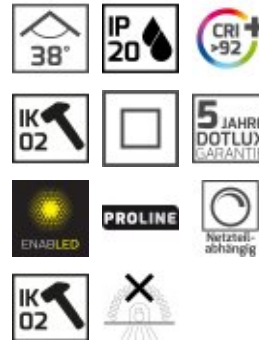 38°
IP
20
CRI +
>92
IK
02
5 JAHRE
DOTLUX
GARANTIE
ENABLED
PROLINE
Netzteil-
abhängig
IK
02